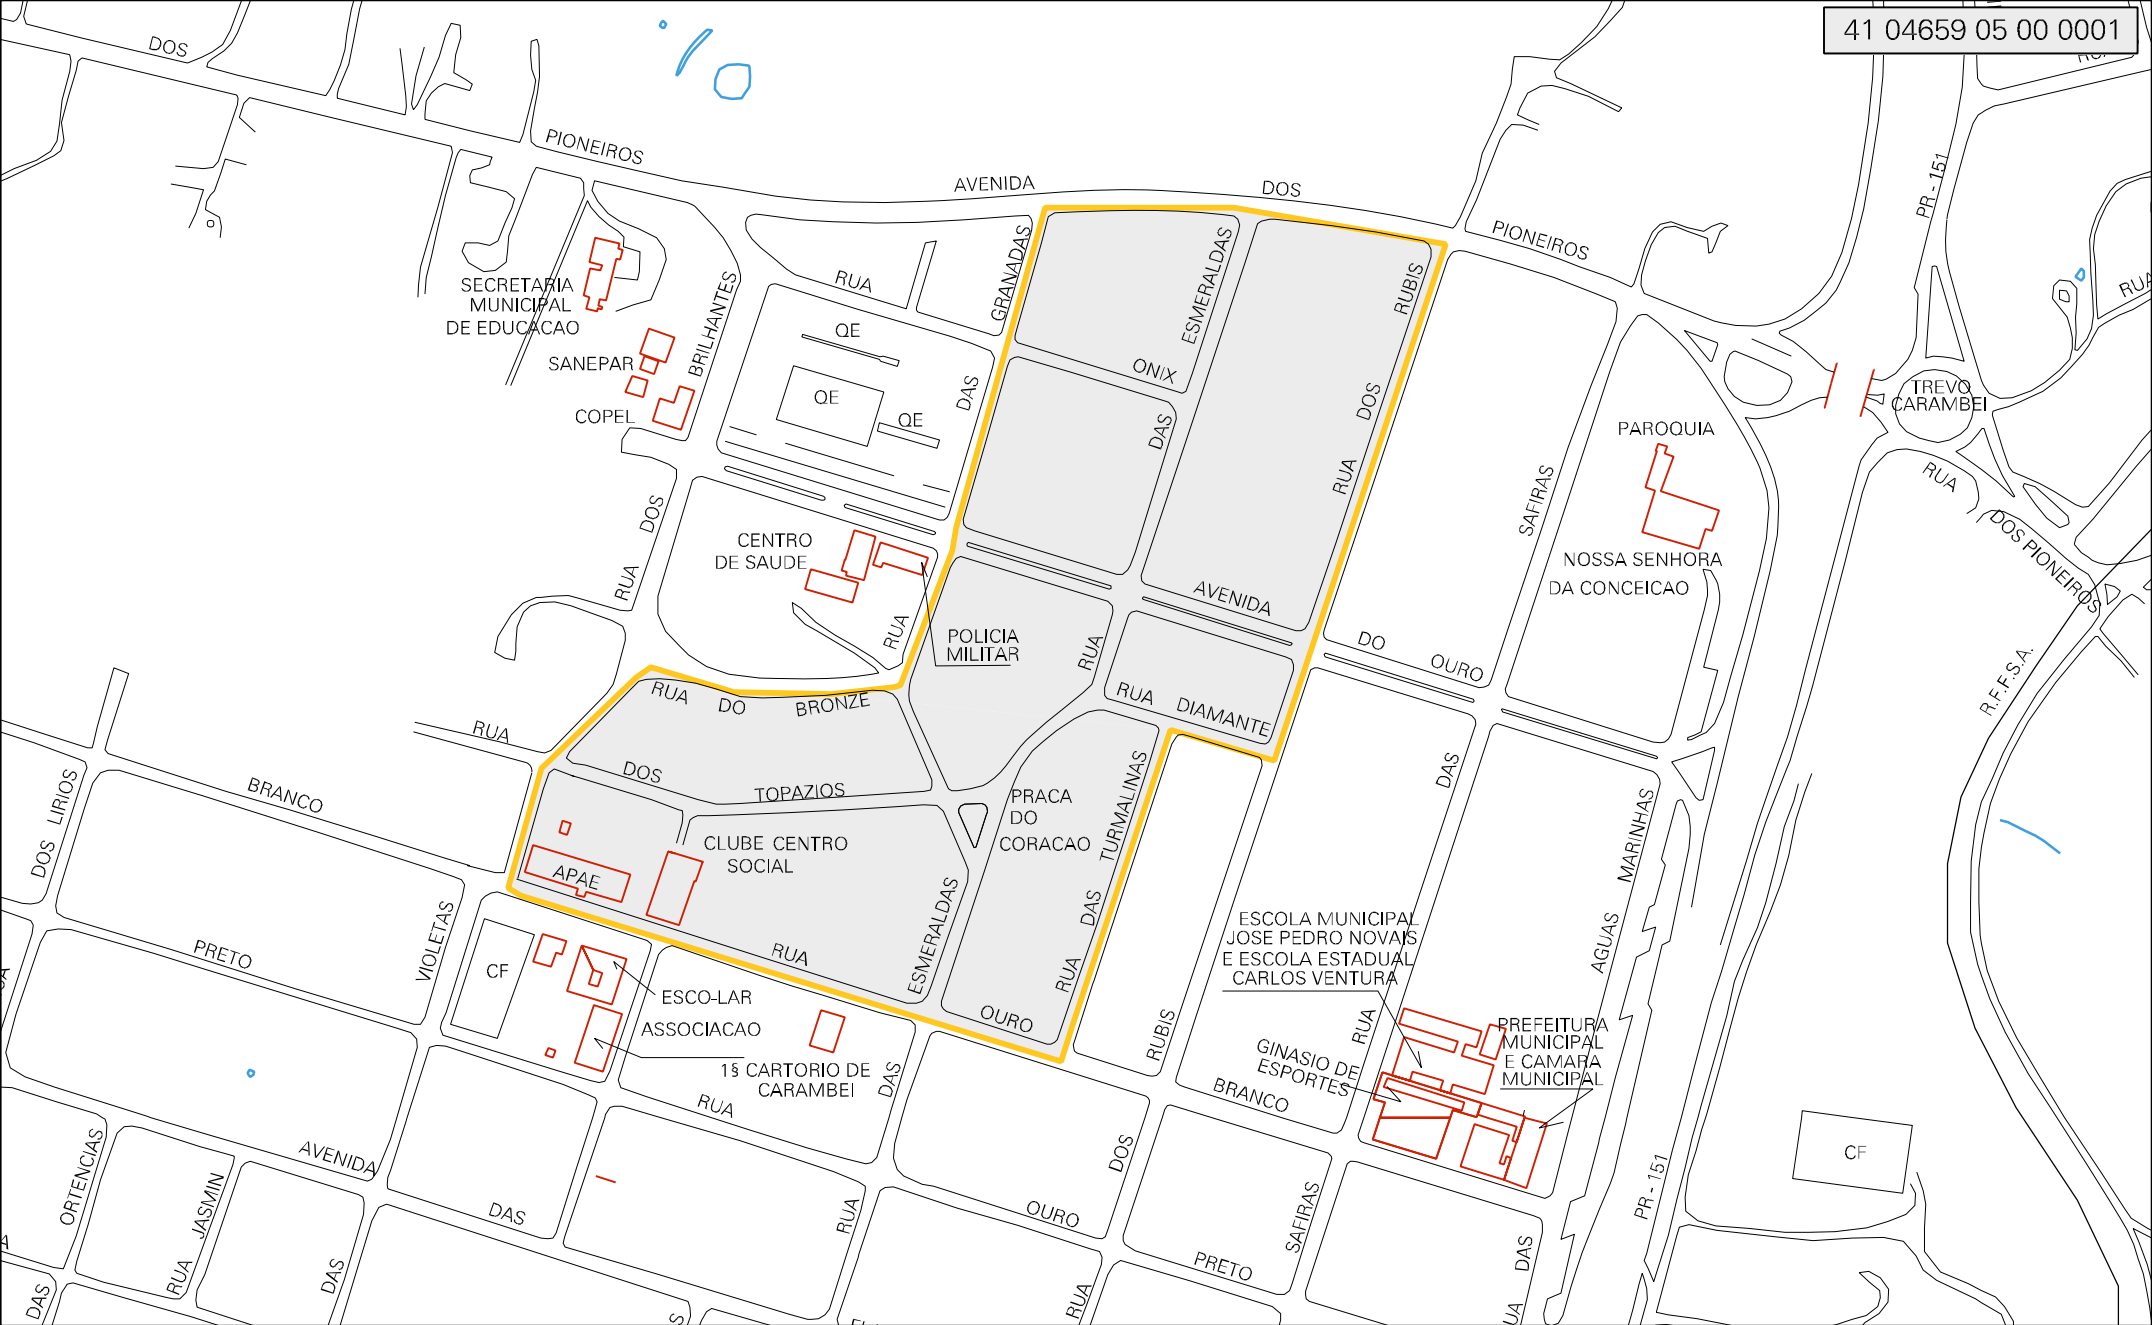 41 04659 05 00 0001
DOS
PIONEIROS
AVENIDA
DOS
PIONEIROS
PR - 151
RUA
SECRETARIA
MUNICIPAL
DE EDUCACAO
SANEPAR
COPEL
BRILHANTES
DOS
RUA
RUA
QE
QE
QE
GRANADAS
DAS
RUA
ESMERALDAS
ONIX
DAS
RUA
RUBIS
DOS
RUA
SAFIRAS
PAROQUIA
NOSSA SENHORA
DA CONCEICAO
TREVO
CARAMBEI
RUA
DOS PIONEIROS
R.F.F.S.A.
CENTRO
DE SAUDE
POLICIA
MILITAR
AVENIDA
DO
OURO
RUA
DIAMANTE
RUA
DO
BRONZE
RUA
DOS
TOPAZIOS
BRANCO
DOS LIRIOS
CLUBE CENTRO
SOCIAL
APAE
PRACA
DO
CORACAO
TURMALINAS
DAS
RUA
ESMERALDAS
RUA
OURO
DAS
MARINHAS
AGUAS
PRETO
VIOLETAS
CF
ESCO-LAR
ASSOCIACAO
1§ CARTORIO DE
CARAMBEI
DAS
RUA
RUBIS
ESCOLA MUNICIPAL
JOSE PEDRO NOVAIS
E ESCOLA ESTADUAL
CARLOS VENTURA
RUA
GINASIO DE
ESPORTES
PREFEITURA
MUNICIPAL
E CAMARA
MUNICIPAL
BRANCO
DOS
CF
AVENIDA
ORTENCIAS
JASMIN
RUA
DAS
DAS
DAS
RUA
OURO
PRETO
SAFIRAS
RUA
DAS
PR - 151